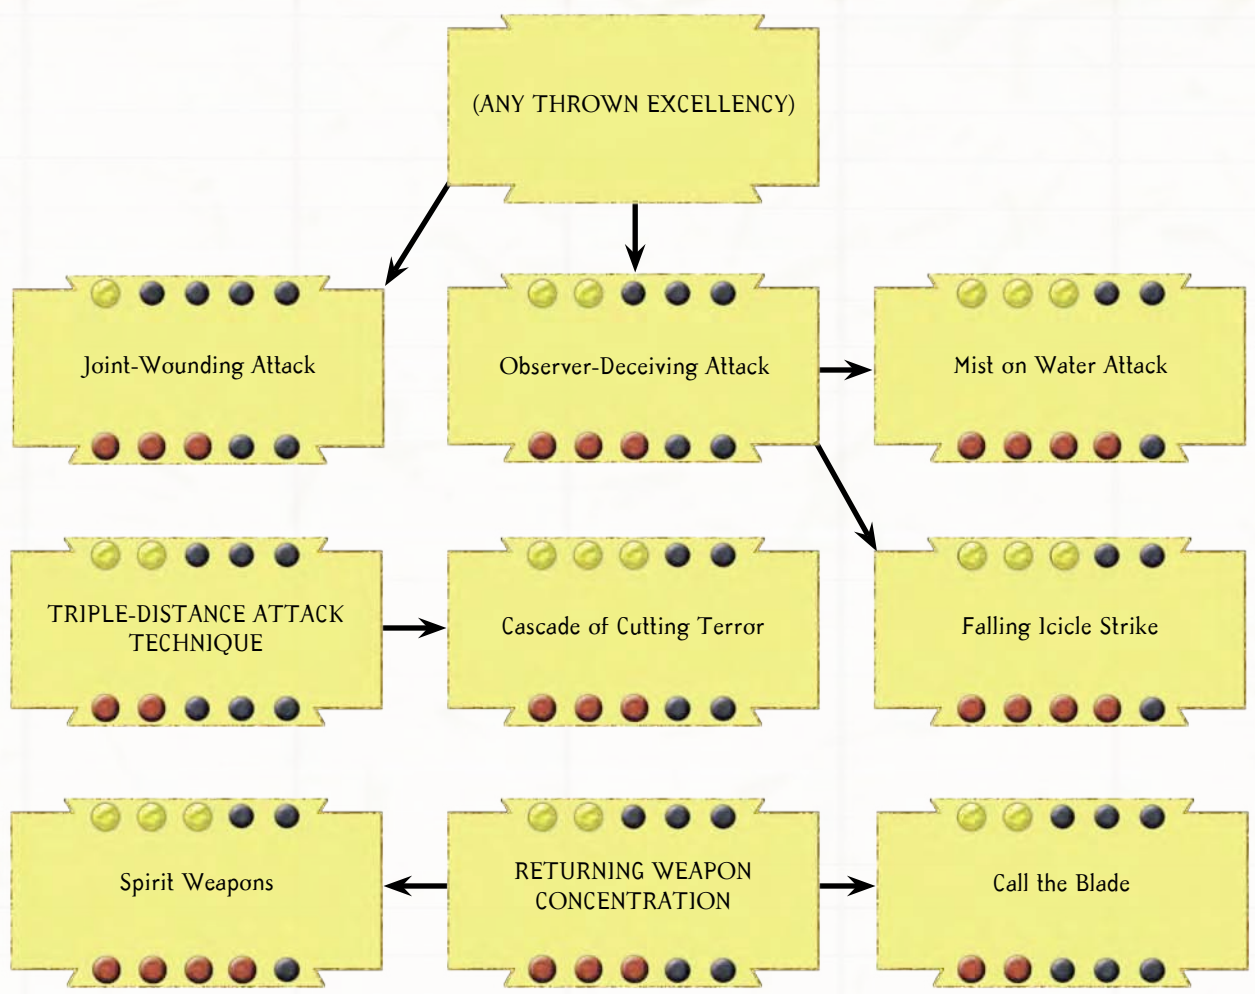 (ANY THROWN EXCELLENCY)
Joint-Wounding Attack
Observer-Deceiving Attack
Mist on Water Attack
TRIPLE-DISTANCE ATTACK
TECHNIQUE
Cascade of Cutting Terror
Falling Icicle Strike
Spirit Weapons
RETURNING WEAPON
CONCENTRATION
Call the Blade